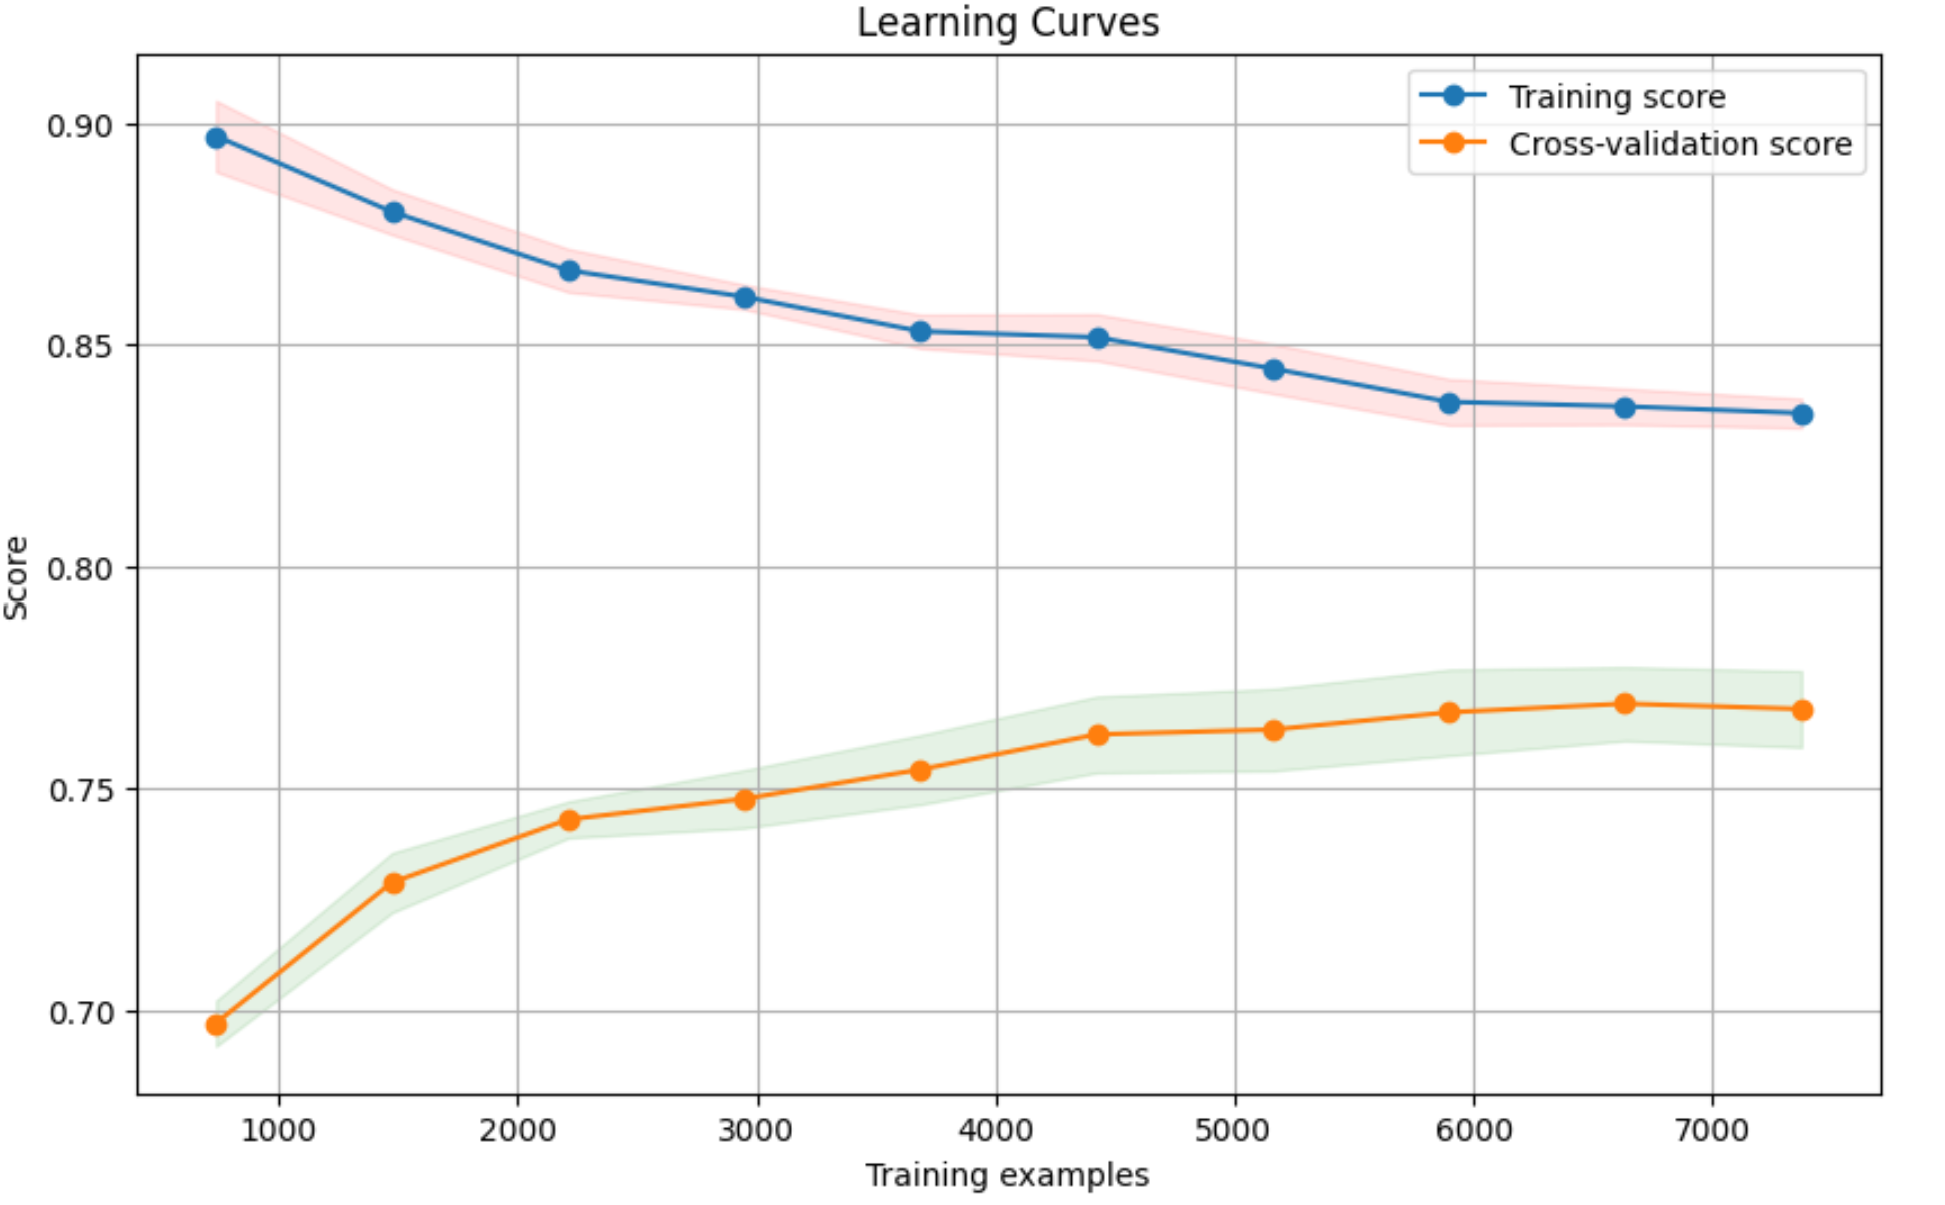 Learning Curves
Training score
Cross-validation score
0.90
0.85
0.80
0.75
0.70
Score
1000 2000 3000 4000 5000 6000 7000
Training examples